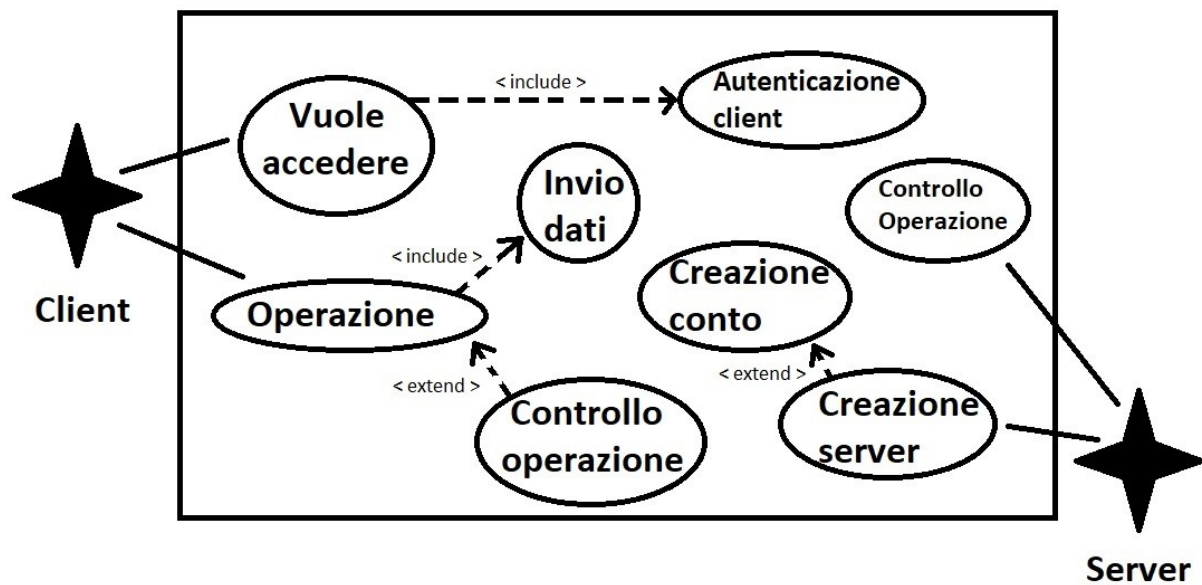 < include >
Autenticazione
client
Vuole
accedere
Invio
dati
Controllo
Operazione
< include >
Creazione
conto
Client
Operazione
< extend >
< extend >
Controllo
operazione
Creazione
server
Server